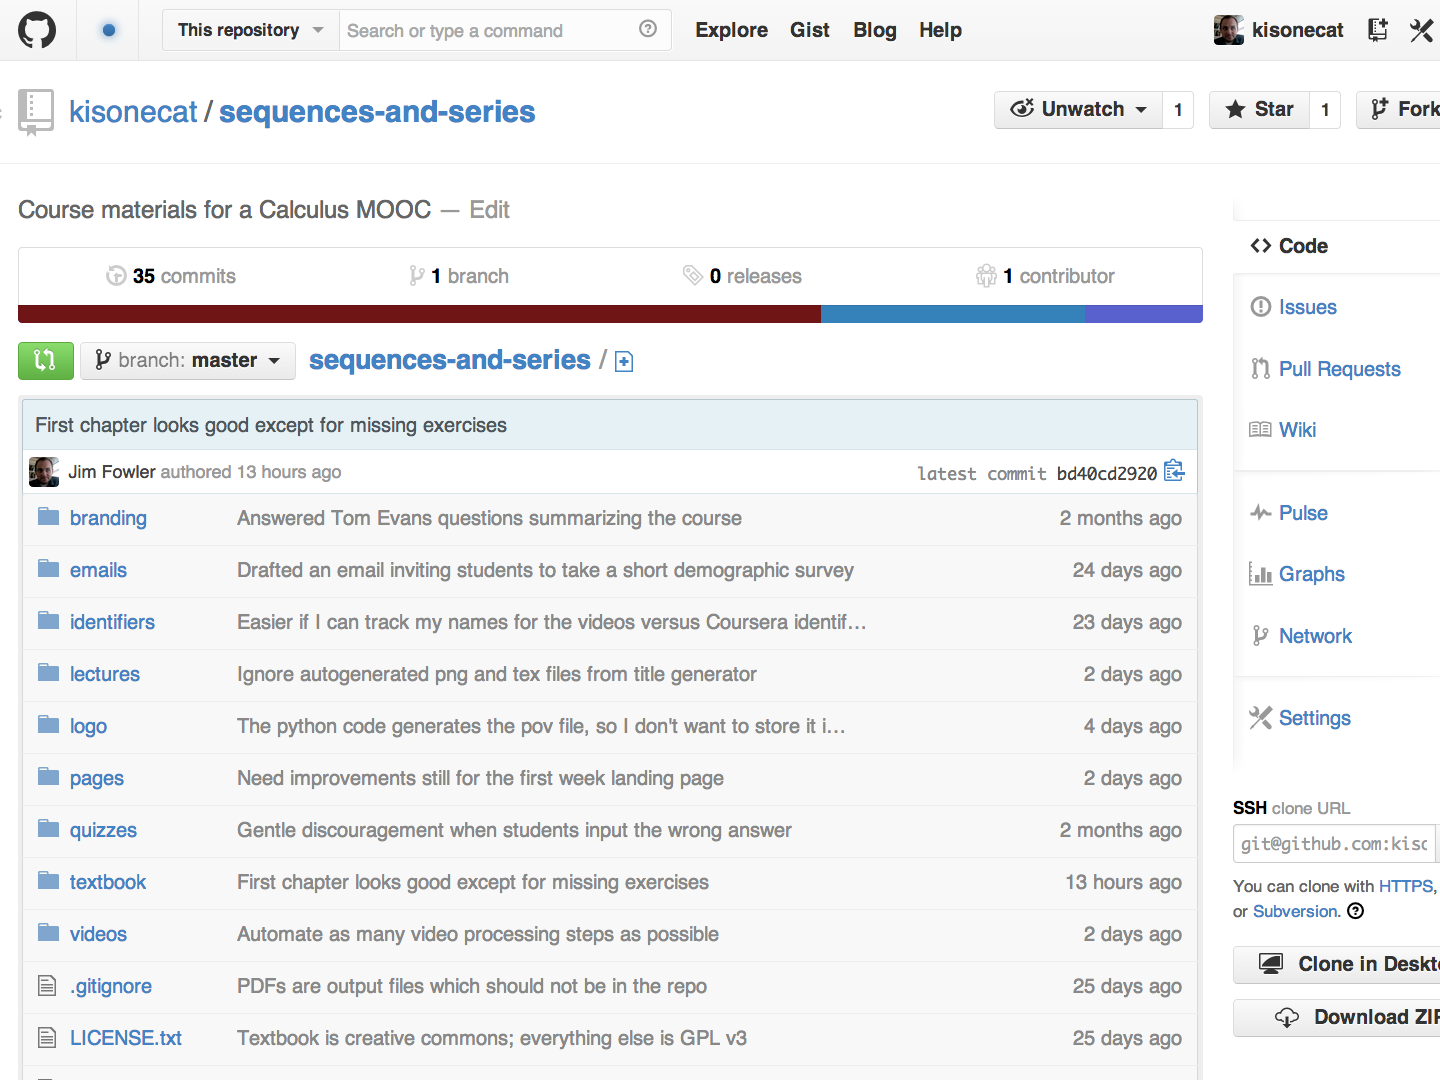 This repository Search or type a command Explore Gist Blog Help kisonecat
kisonecat / sequences-and-series Unwatch 1 Star 1 Fork
Course materials for a Calculus MOOC — Edit
35 commits 1 branch 0 releases 1 contributor
branch: master sequences-and-series /
First chapter looks good except for missing exercises
Jim Fowler authored 13 hours ago latest commit bd40cd2920
branding Answered Tom Evans questions summarizing the course 2 months ago
emails Drafted an email inviting students to take a short demographic survey 24 days ago
identifiers Easier if I can track my names for the videos versus Coursera identif… 23 days ago
lectures Ignore autogenerated png and tex files from title generator 2 days ago
logo The python code generates the pov file, so I don't want to store it i… 4 days ago
pages Need improvements still for the first week landing page 2 days ago
quizzes Gentle discouragement when students input the wrong answer 2 months ago
textbook First chapter looks good except for missing exercises 13 hours ago
videos Automate as many video processing steps as possible 2 days ago
.gitignore PDFs are output files which should not be in the repo 25 days ago
LICENSE.txt Textbook is creative commons; everything else is GPL v3 25 days ago
Code
Issues
Pull Requests
Wiki
Pulse
Graphs
Network
Settings
SSH clone URL
git@github.com:kisc
You can clone with HTTPS,
or Subversion.
Clone in Deskt
Download ZIP